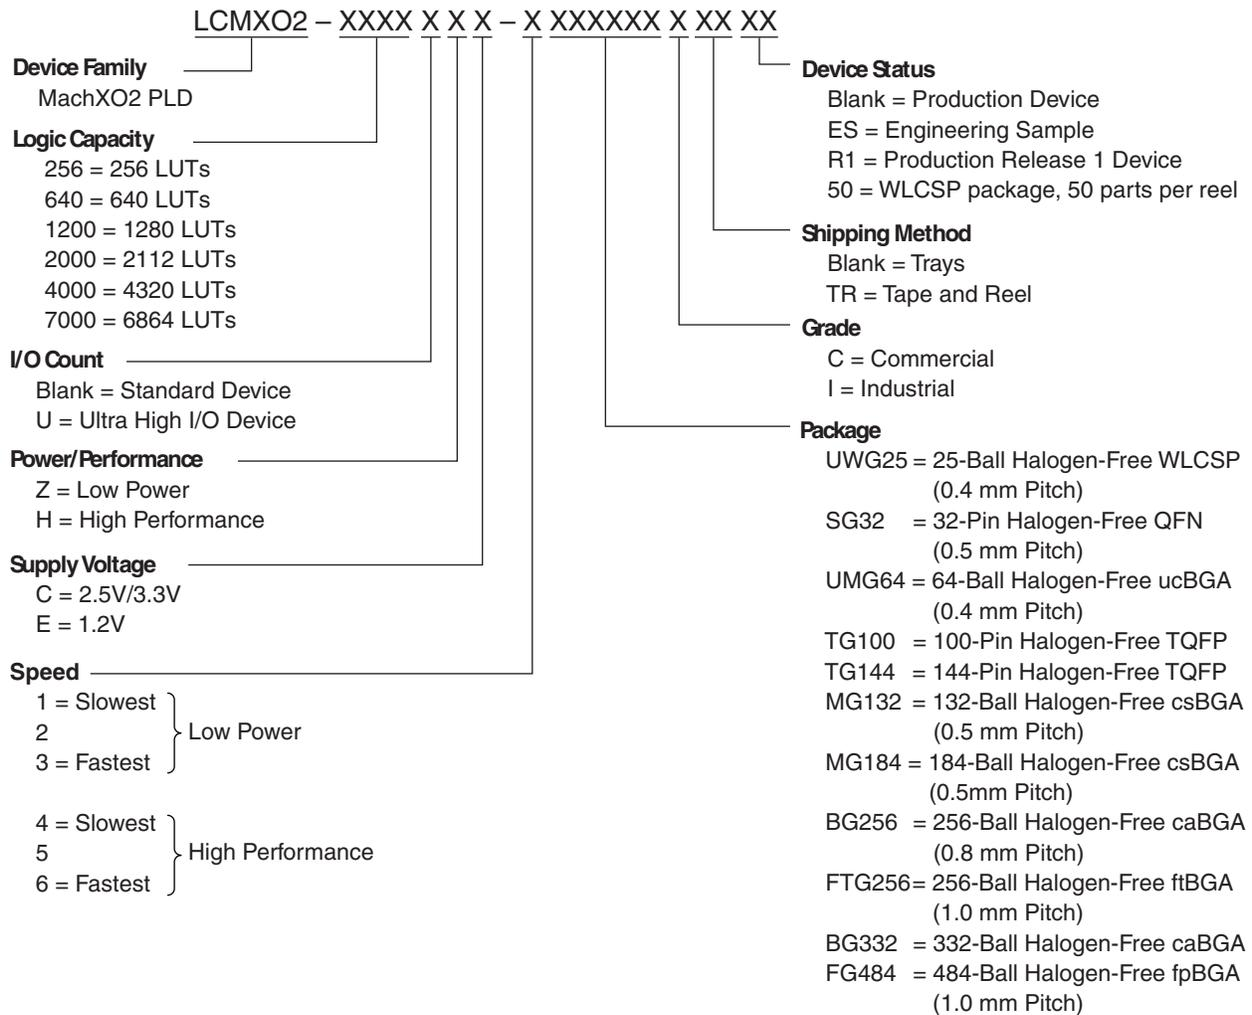 LCMXO2 – XXXX X X X – X XXXXXX X XX XX
Device Family
MachXO2 PLD
Logic Capacity
256 = 256 LUTs
640 = 640 LUTs
1200 = 1280 LUTs
2000 = 2112 LUTs
4000 = 4320 LUTs
7000 = 6864 LUTs
I/O Count
Blank = Standard Device
U = Ultra High I/O Device
Power/Performance
Z = Low Power
H = High Performance
Supply Voltage
C = 2.5V/3.3V
E = 1.2V
Speed
1 = Slowest
2
3 = Fastest
Low Power
4 = Slowest
5
6 = Fastest
High Performance
Device Status
Blank = Production Device
ES = Engineering Sample
R1 = Production Release 1 Device
50 = WLCSP package, 50 parts per reel
Shipping Method
Blank = Trays
TR = Tape and Reel
Grade
C = Commercial
I = Industrial
Package
UWG25 = 25-Ball Halogen-Free WLCSP
(0.4 mm Pitch)
SG32 = 32-Pin Halogen-Free QFN
(0.5 mm Pitch)
UMG64 = 64-Ball Halogen-Free ucBGA
(0.4 mm Pitch)
TG100 = 100-Pin Halogen-Free TQFP
TG144 = 144-Pin Halogen-Free TQFP
MG132 = 132-Ball Halogen-Free csBGA
(0.5 mm Pitch)
MG184 = 184-Ball Halogen-Free csBGA
(0.5mm Pitch)
BG256 = 256-Ball Halogen-Free caBGA
(0.8 mm Pitch)
FTG256= 256-Ball Halogen-Free ftBGA
(1.0 mm Pitch)
BG332 = 332-Ball Halogen-Free caBGA
FG484 = 484-Ball Halogen-Free fpBGA
(1.0 mm Pitch)